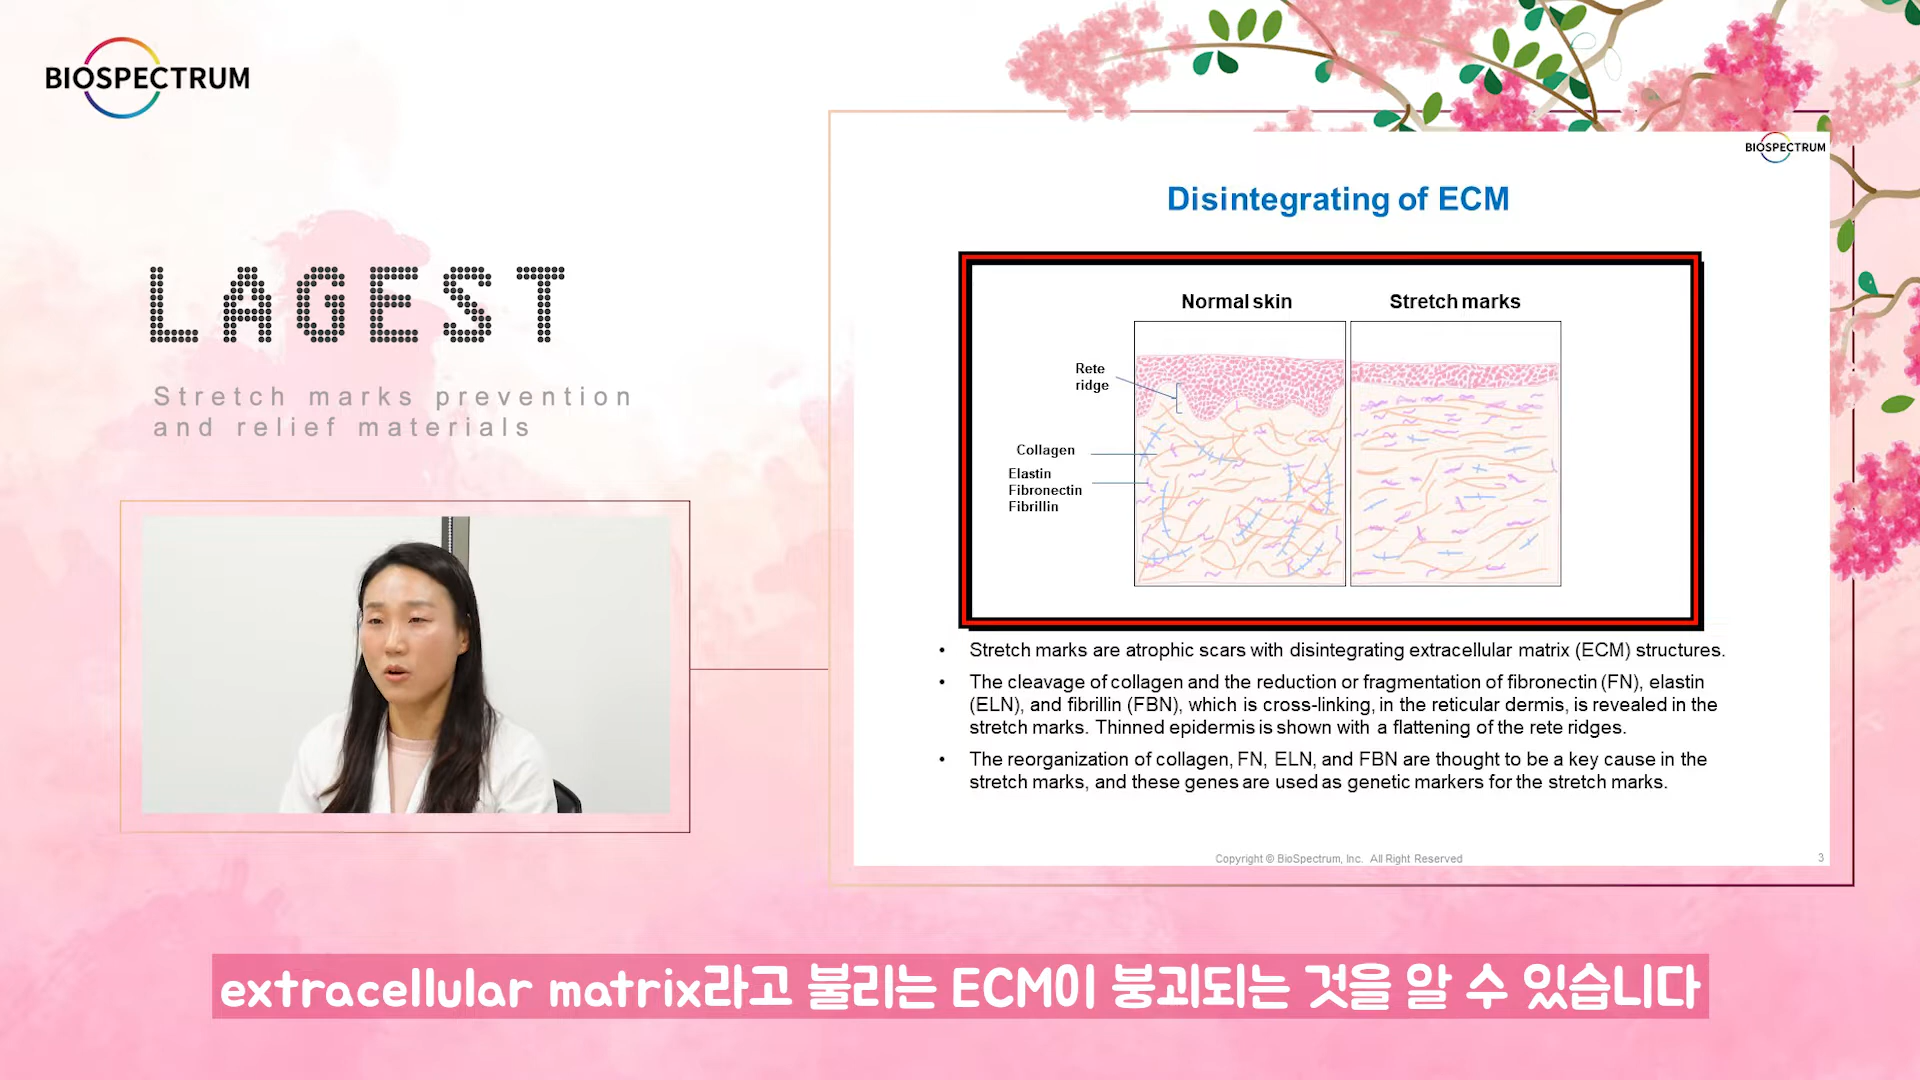 BIOSPECTRUM
LAGEST
Stretch marks prevention
and relief materials
BIOSPECTRUM
Disintegrating of ECM
Normal skin
Stretch marks
Rete
ridge
Collagen
Elastin
Fibronectin
Fibrillin
• Stretch marks are atrophic scars with disintegrating extracellular matrix (ECM) structures.
• The cleavage of collagen and the reduction or fragmentation of fibronectin (FN), elastin
(ELN), and fibrillin (FBN), which is cross-linking, in the reticular dermis, is revealed in the
stretch marks. Thinned epidermis is shown with a flattening of the rete ridges.
• The reorganization of collagen, FN, ELN, and FBN are thought to be a key cause in the
stretch marks, and these genes are used as genetic markers for the stretch marks.
Copyright © BioSpectrum, Inc. All Right Reserved
3
extracellular matrix라고 불리는 ECM이 붕괴되는 것을 알 수 있습니다